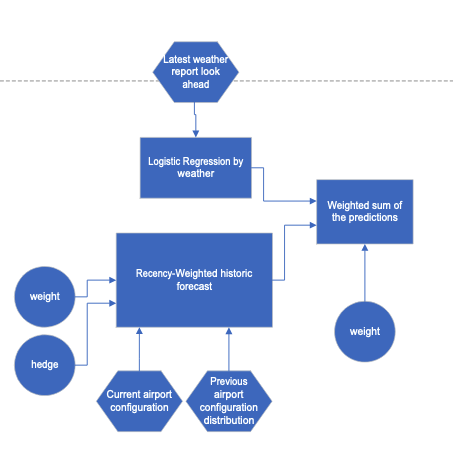 Latest weather
report look
ahead
Logistic Regression by
weather
Weighted sum of
the predictions
Recency-Weighted historic
forecast
weight
weight
hedge
Current airport
configuration
Previous
airport
configuration
distribution